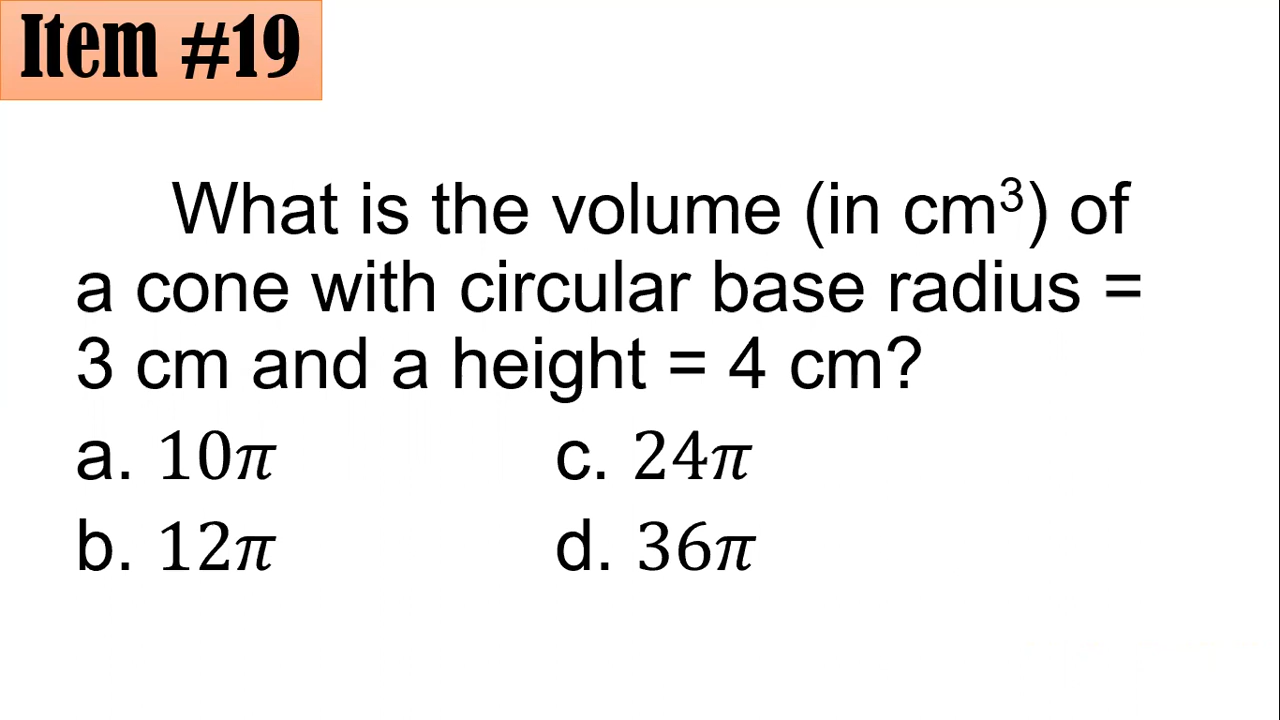 Item #19
What is the volume (in cm³) of
a cone with circular base radius =
3 cm and a height = 4 cm?
a. 10𝜋 c. 24𝜋
b. 12𝜋 d. 36𝜋